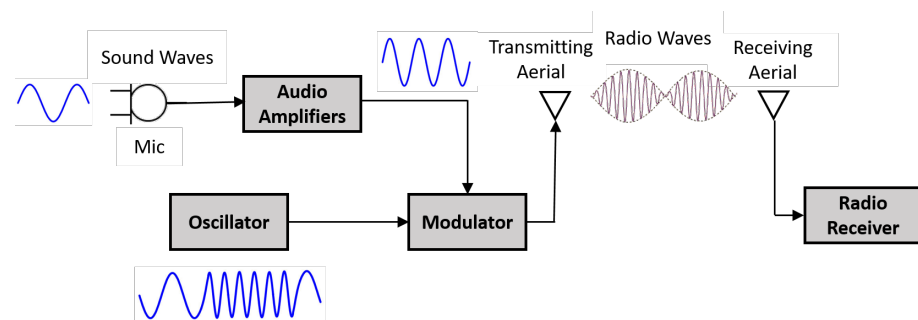 Sound Waves
Mic
Audio
Amplifiers
Transmitting
Aerial
Radio Waves
Receiving
Aerial
Oscillator
Modulator
Radio
Receiver